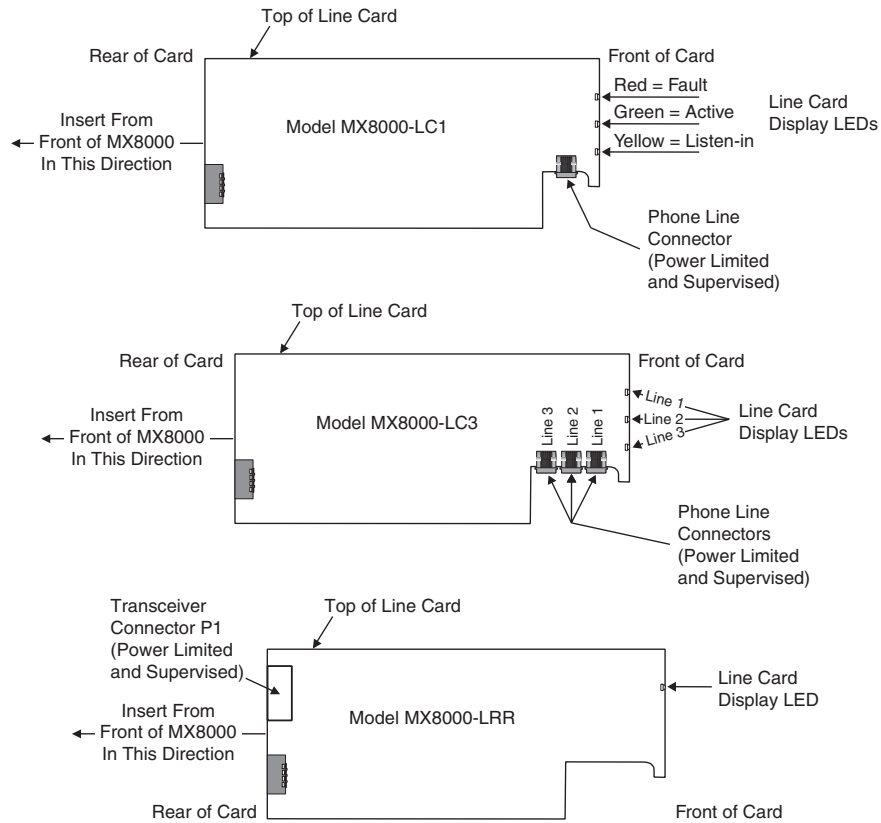 Top of Line Card
Rear of Card
Front of Card
Red = Fault
Green = Active
Yellow = Listen-in
Line Card
Display LEDs
Insert From
Front of MX8000
In This Direction
Model MX8000-LC1
Phone Line
Connector
(Power Limited
and Supervised)
Top of Line Card
Rear of Card
Front of Card
Insert From
Front of MX8000
In This Direction
Model MX8000-LC3
Line 3
Line 2
Line 1
Line 1
Line 2
Line 3
Line Card
Display LEDs
Phone Line
Connectors
(Power Limited
and Supervised)
Transceiver
Connector P1
(Power Limited
and Supervised)
Top of Line Card
Insert From
Front of MX8000
In This Direction
Model MX8000-LRR
Line Card
Display LED
Rear of Card
Front of Card